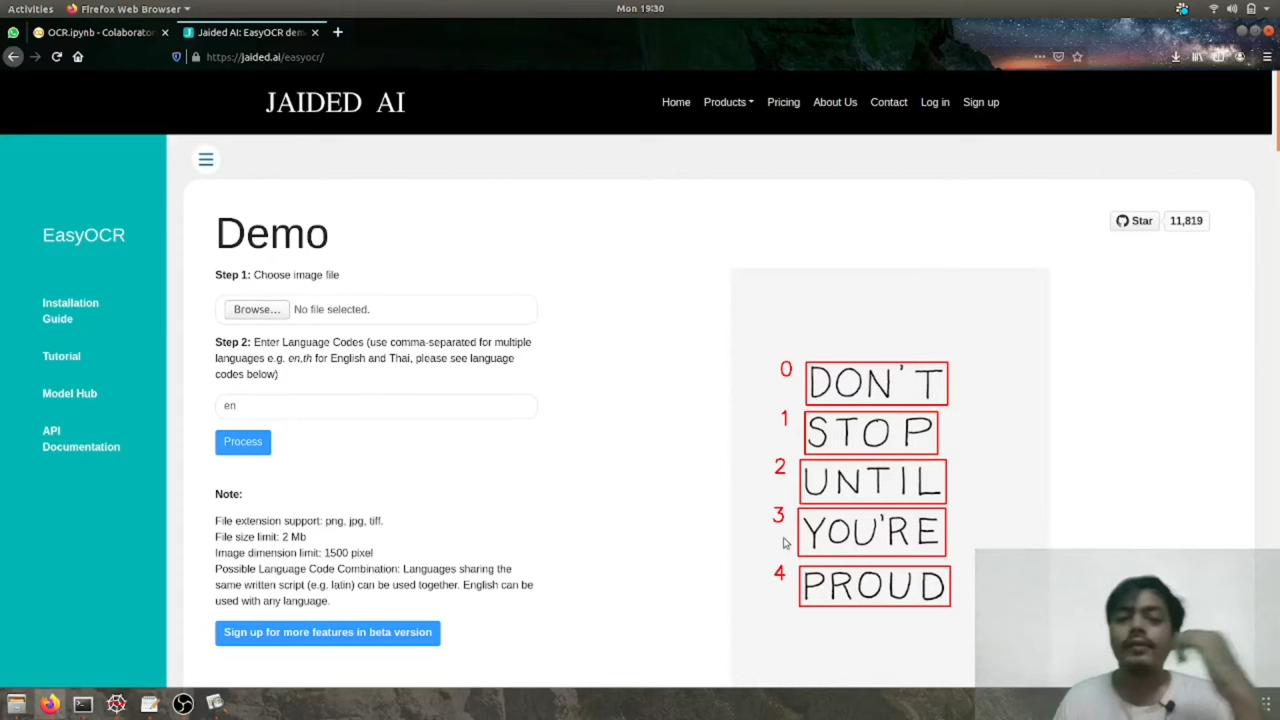 Activities Firefox Web Browser Mon 19:30
OCR.ipynb - Colaborator Jaided AI: EasyOCR dem
https://jaided.ai/easyocr/
JAIDED AI Home Products Pricing About Us Contact Log in Sign up
EasyOCR
Installation
Guide
Tutorial
Model Hub
API
Documentation
Demo
Star 11,819
Step 1: Choose image file
Browse... No file selected.
Step 2: Enter Language Codes (use comma-separated for multiple
languages e.g. en,th for English and Thai, please see language
codes below)
en
Process
Note:
File extension support: png, jpg, tiff.
File size limit: 2 Mb
Image dimension limit: 1500 pixel
Possible Language Code Combination: Languages sharing the
same written script (e.g. latin) can be used together. English can be
used with any language.
Sign up for more features in beta version
0 DON'T
1 STOP
2 UNTIL
3 YOU'RE
4 PROUD